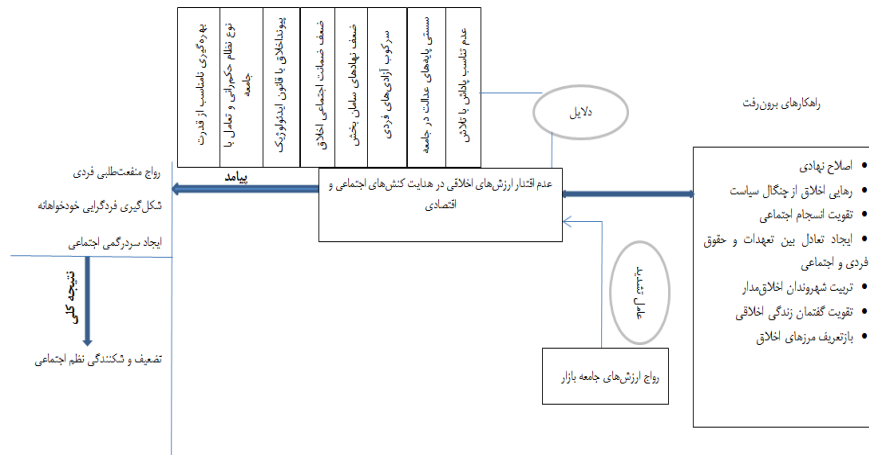 راهکارهای برون‌رفت
اصلاح نهادی
رهایی اخلاق از چنگال سیاست
تقویت انسجام اجتماعی
ایجاد تعادل بین تعهدات و حقوق
فردی و اجتماعی
تربیت شهروندان اخلاق‌مدار
تقویت گفتمان زندگی اخلاقی
بازتعریف مرزهای اخلاق
دلایل
عدم تناسب پاداش با تلاش
سستی پایه‌های عدالت در جامعه
سرکوب آزادی‌های فردی
ضعف نهادهای سامان بخش
ضعف ضمانت اجتماعی اخلاق
پیونداخلاق با قانون ایدئولوژیک
نوع نظام حکمرانی و تعامل با
جامعه
بهره‌گیری نامتناسب از قدرت
عدم اقتدار ارزش‌های اخلاقی در هدایت کنش‌های اجتماعی و
اقتصادی
عامل تشدید
رواج ارزش‌های جامعه بازار
پیامد
رواج منفعت‌طلبی فردی
شکل‌گیری فردگرایی خودخواهانه
ایجاد سردرگمی اجتماعی
نتیجه کلی
تضعیف و شکنندگی نظم اجتماعی